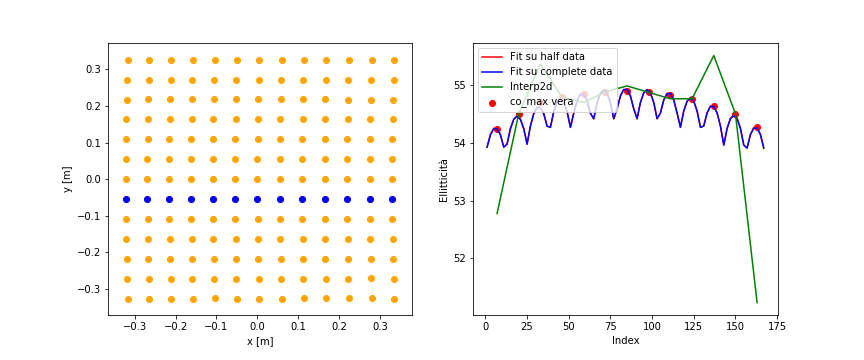 0.3
0.2
0.1
0.0
−0.1
−0.2
−0.3
y [m]
−0.3 −0.2 −0.1 0.0 0.1 0.2 0.3
x [m]
Fit su half data
Fit su complete data
Interp2d
co_max vera
55
54
53
52
Ellitticità
0 25 50 75 100 125 150 175
Index